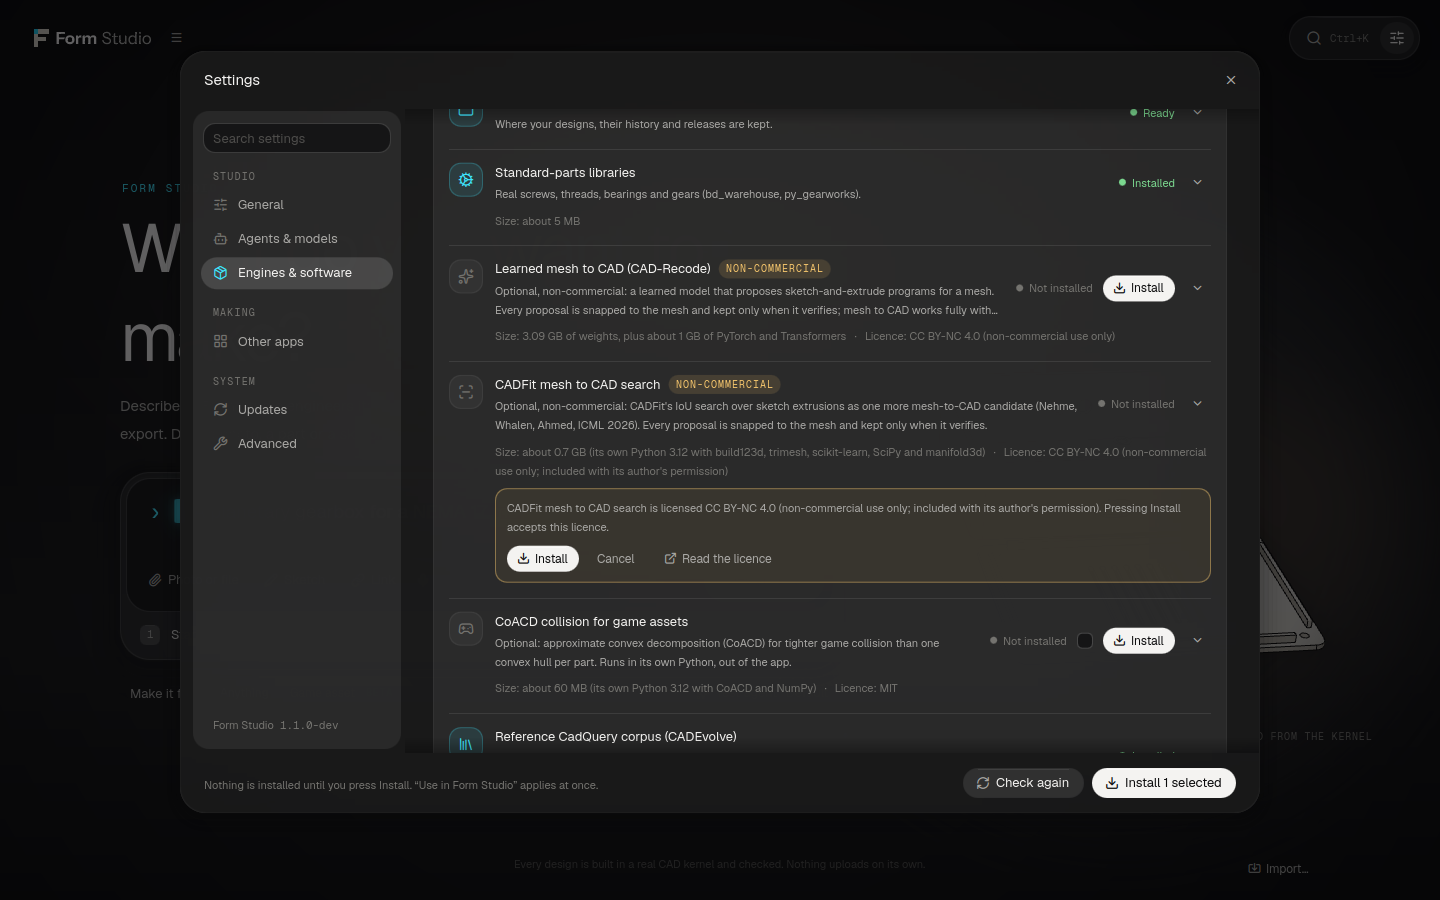 Form Studio
Ctrl+K
Settings
Search settings
STUDIO
General
Agents & models
Engines & software
MAKING
Other apps
SYSTEM
Updates
Advanced
Form Studio 1.1.0-dev
Where your designs, their history and releases are kept.
Ready
Standard-parts libraries
Real screws, threads, bearings and gears (bd_warehouse, py_gearworks).
Size: about 5 MB
Installed
Learned mesh to CAD (CAD-Recode) NON-COMMERCIAL
Optional, non-commercial: a learned model that proposes sketch-and-extrude programs for a mesh.
Every proposal is snapped to the mesh and kept only when it verifies; mesh to CAD works fully with…
Not installed Install
Size: 3.09 GB of weights, plus about 1 GB of PyTorch and Transformers · Licence: CC BY-NC 4.0 (non-commercial use only)
CADFit mesh to CAD search NON-COMMERCIAL
Optional, non-commercial: CADFit's IoU search over sketch extrusions as one more mesh-to-CAD candidate (Nehme,
Whalen, Ahmed, ICML 2026). Every proposal is snapped to the mesh and kept only when it verifies.
Not installed
Size: about 0.7 GB (its own Python 3.12 with build123d, trimesh, scikit-learn, SciPy and manifold3d) · Licence: CC BY-NC 4.0 (non-commercial
use only; included with its author's permission)
CADFit mesh to CAD search is licensed CC BY-NC 4.0 (non-commercial use only; included with its author's permission). Pressing Install
accepts this licence.
Install Cancel Read the licence
CoACD collision for game assets
Optional: approximate convex decomposition (CoACD) for tighter game collision than one
convex hull per part. Runs in its own Python, out of the app.
Not installed Install
Size: about 60 MB (its own Python 3.12 with CoACD and NumPy) · Licence: MIT
Reference CadQuery corpus (CADEvolve)
Nothing is installed until you press Install. “Use in Form Studio” applies at once.
Check again
Install 1 selected
FORM ST
W
ma
Describe
export. D
Ph
1 S
Make it f
FROM THE KERNEL
Every design is built in a real CAD kernel and checked. Nothing uploads on its own.
Import…